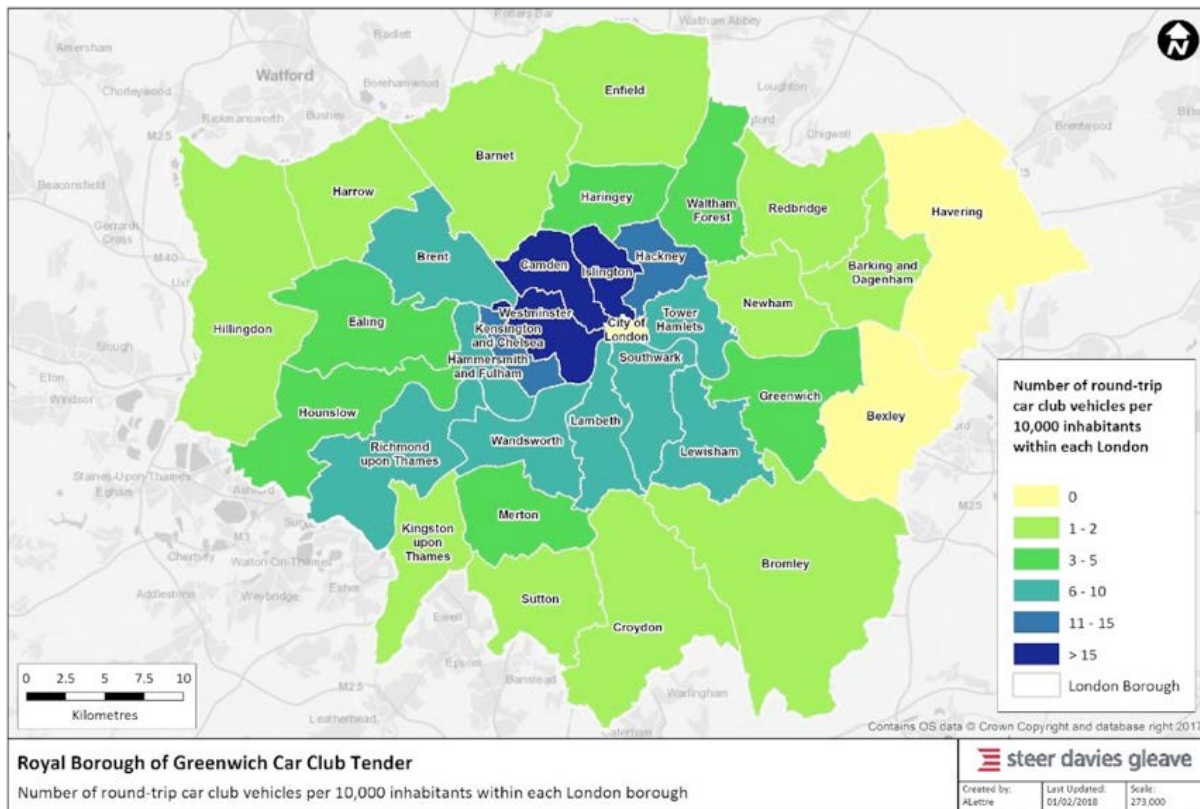 Potters Bar
Waltham Abbey
Radlett
Amersham
Watford
Borehamwood
Loughton
Chorleywood
Bushey
Enfield
Rickmansworth
Chigwell
Brentwood
M25
Barnet
Beaconsfield
Harrow
Haringey
Waltham
Forest
Redbridge
Havering
Gerrards
Cross
M40
Brent
Camden
Islington
Hackney
Barking and
Dagenham
Hillingdon
Ealing
Westminster
Kensington
and Chelsea
City of
London
Tower
Hamlets
Newham
Slough
Hammersmith
and Fulham
Southwark
Eton
Windsor
Hounslow
Greenwich
Bexley
Richmond
upon Thames
Wandsworth
Lambeth
Lewisham
Staines-Upon-Thames
Egham
Ashford
M25
Merton
Kingston
upon
Thames
M3
Chertsey
Walton-On-Thames
Bromley
Addlestone
Weybridge
Esher
Sutton
Ewell
Croydon
Epsom
Banstead
Warlingham
M25
Leatherhead
Caterham
N
Number of round-trip
car club vehicles per
10,000 inhabitants
within each London
0
1 - 2
3 - 5
6 - 10
11 - 15
> 15
London Borough
0 2.5 5 7.5 10
Kilometres
Contains OS data © Crown Copyright and database right 2017
Royal Borough of Greenwich Car Club Tender
Number of round-trip car club vehicles per 10,000 inhabitants within each London borough
steer davies gleave
Created by:
ALettre
Last Updated:
01/02/2018
Scale:
273,000